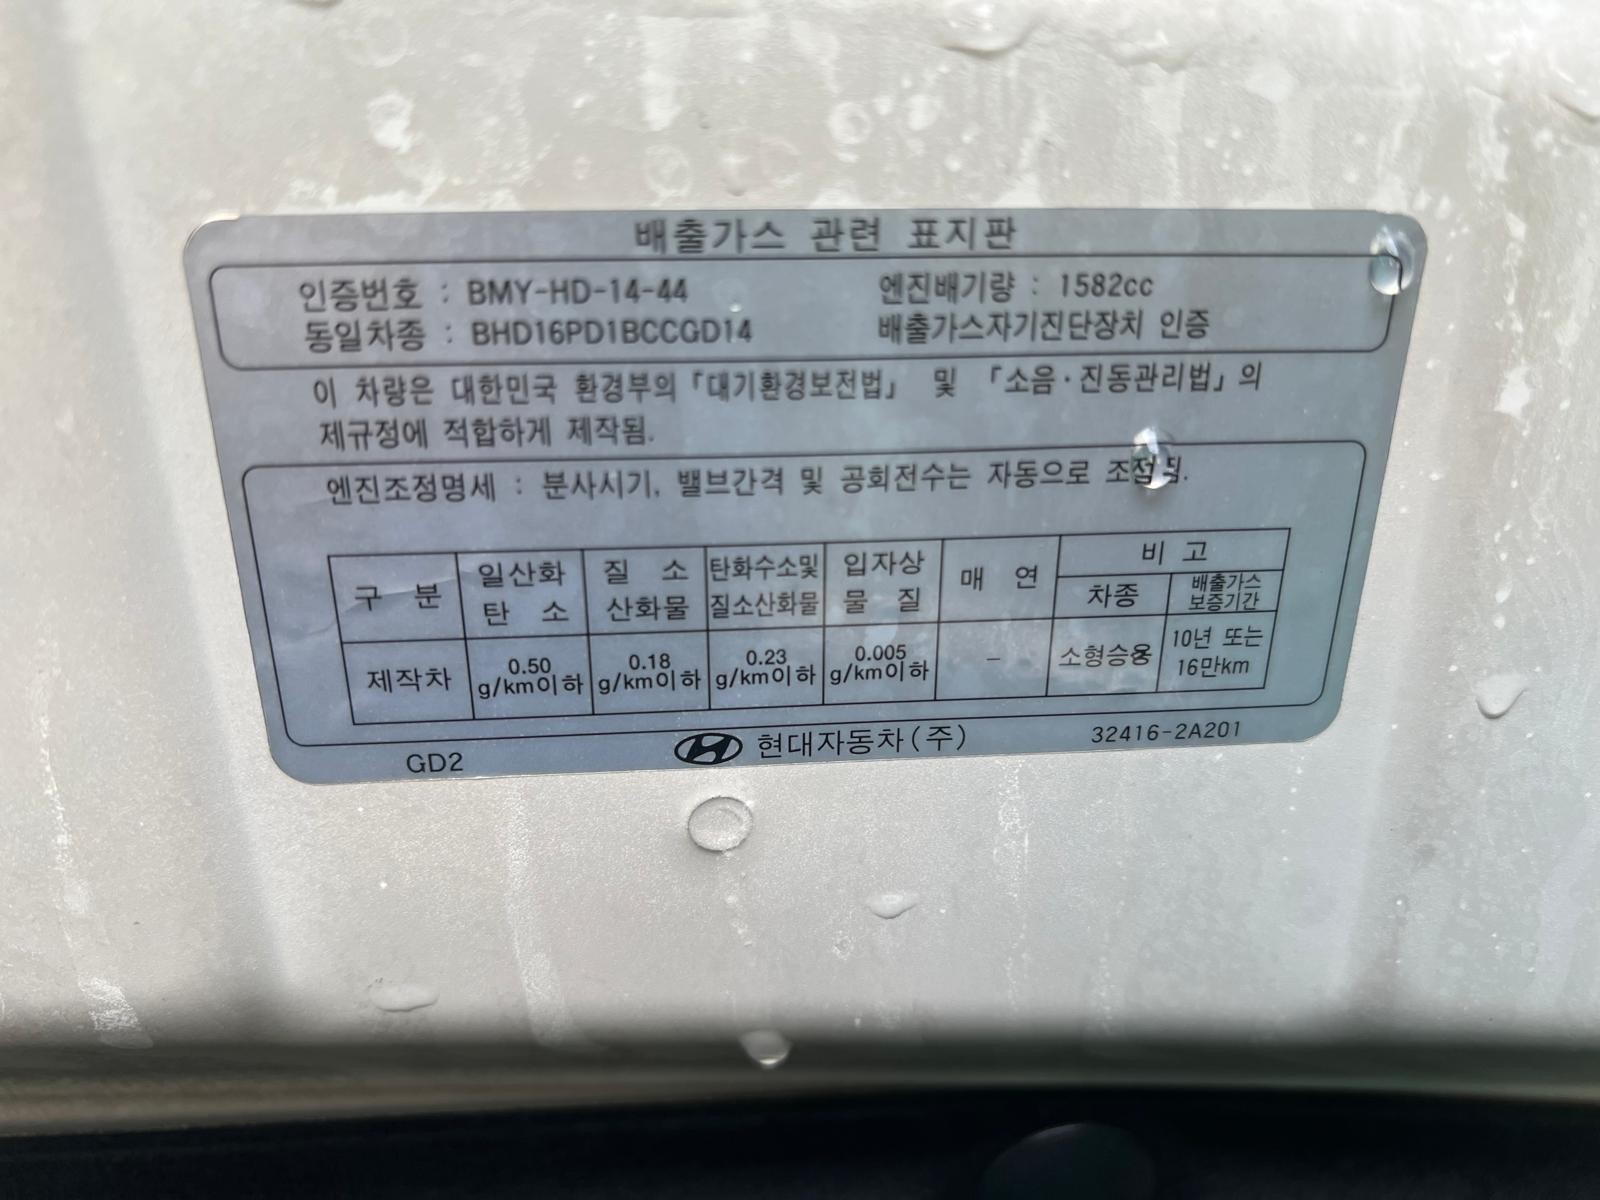 배출가스 관련 표지판
인증번호 : BMY-HD-14-44 엔진배기량 : 1582cc
동일차종 : BHD16PD1BCCGD14 배출가스자기진단장치 인증
이 차량은 대한민국 환경부의 「대기환경보전법」 및 「소음·진동관리법」의
제규정에 적합하게 제작됨.
엔진조정명세 : 분사시기, 밸브간격 및 공회전수는 자동으로 조절됨.
구 분 일산화 탄 소 질 소 산화물 탄화수소및 질소산화물 입자상 물 질 매 연 비 고
차종 배출가스 보증기간
제작차 0.50 g/km이하 0.18 g/km이하 0.23 g/km이하 0.005 g/km이하 - 소형승용 10년 또는 16만km
GD2 현대자동차(주) 32416-2A201